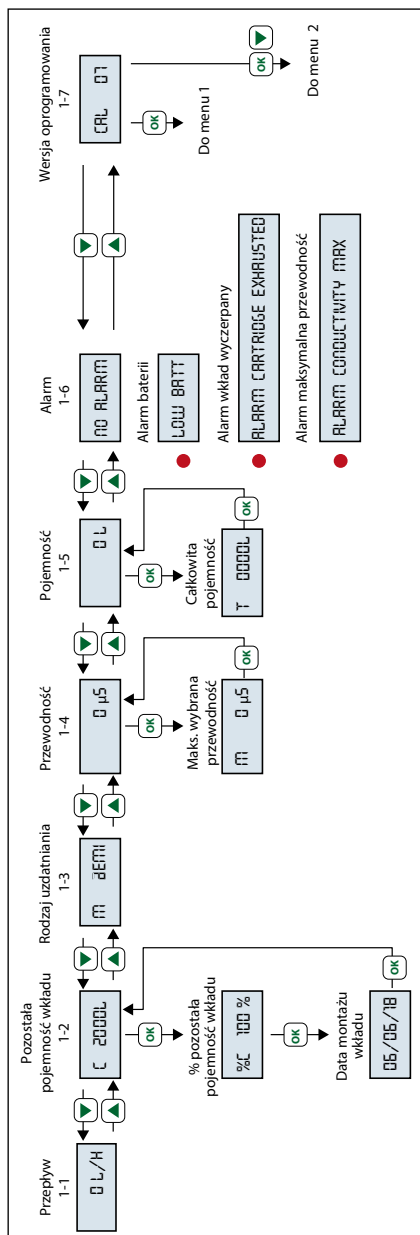 Przepływ
1-1
0 L/H
Pozostała
pojemność wkładu
1-2
C 2000L
OK
% pozostała
pojemność wkładu
%C 100 %
OK
Data montażu
wkładu
06/06/18
OK
Rodzaj uzdatniania
1-3
M dEMI
Przewodność
1-4
0 µS
OK
Maks. wybrana
przewodność
M 0 µS
OK
Pojemność
1-5
0 L
OK
Całkowita
pojemność
T 0000L
OK
Alarm
1-6
NO ALARM
Alarm baterii
LOW BATT
Alarm wkład wyczerpany
ALARM CARTRIDGE EXHAUSTED
Alarm maksymalna przewodność
ALARM CONDUCTIVITY MAX
Wersja oprogramowania
1-7
CAL 07
OK
Do menu 1
OK
Do menu 2